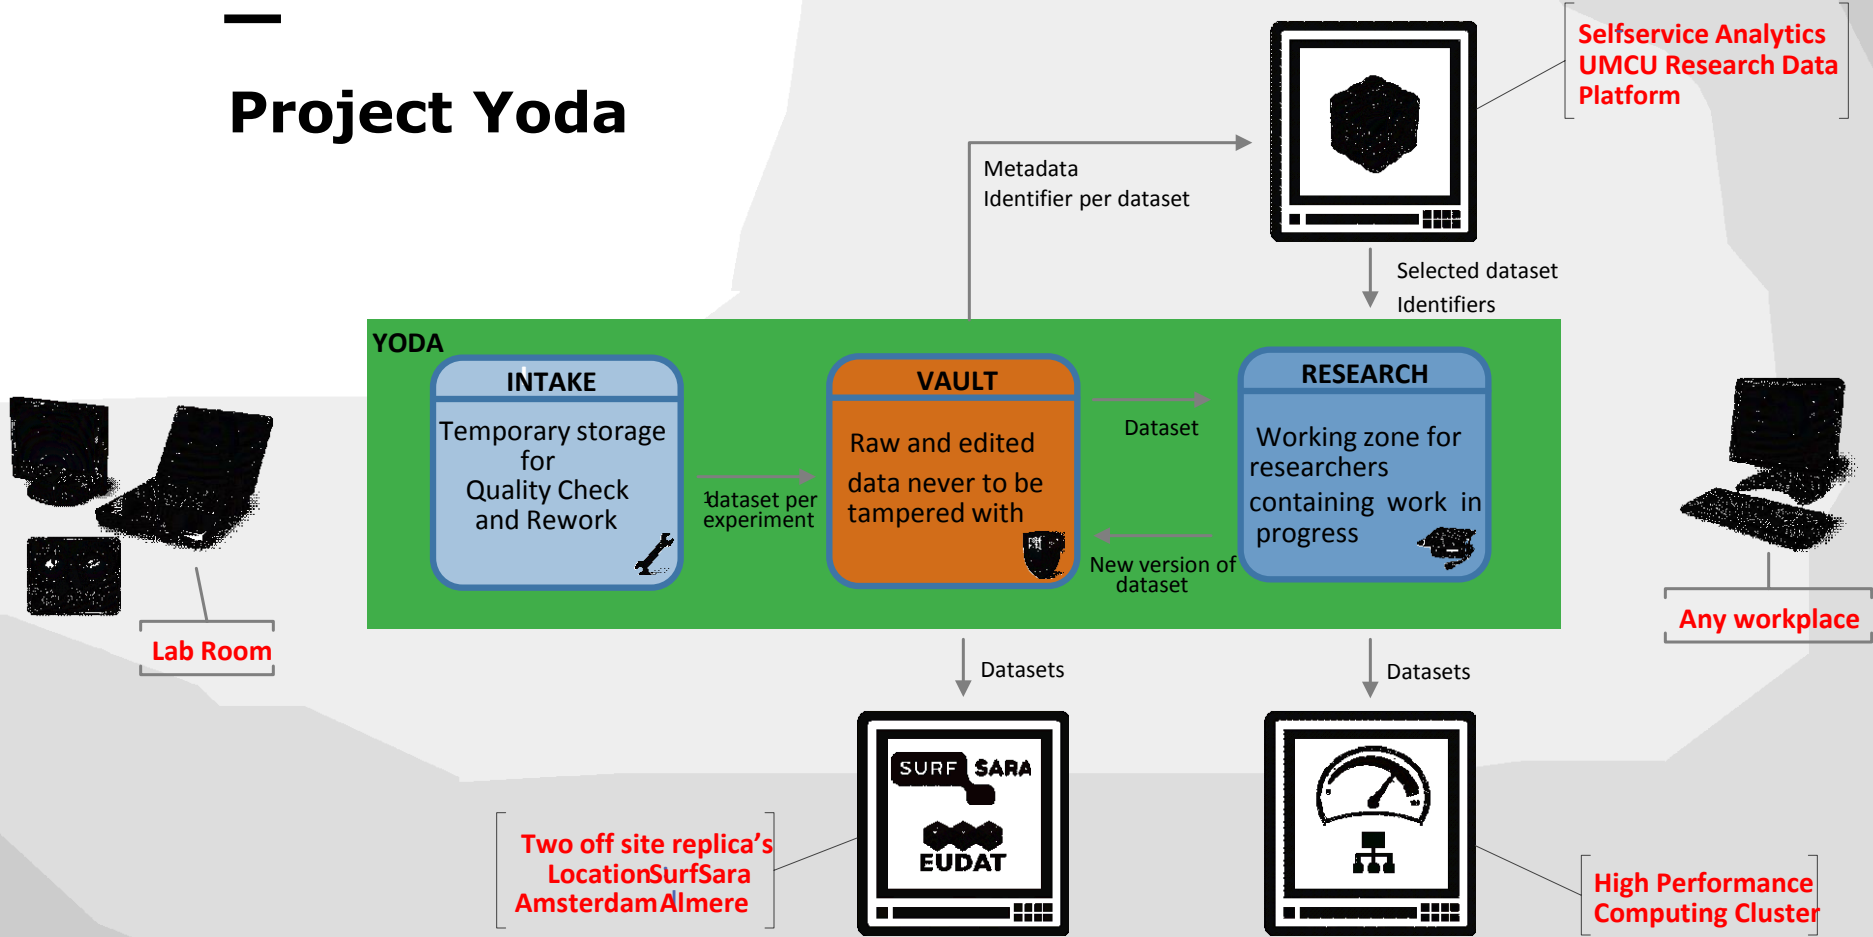 Project Yoda
Selfservice Analytics
UMCU Research Data
Platform
Metadata
Identifier per dataset
Selected dataset
Identifiers
YODA
INTAKE
Temporary storage
for
Quality Check
and Rework
1dataset per
experiment
VAULT
Raw and edited
data never to be
tampered with
Dataset
New version of
dataset
RESEARCH
Working zone for
researchers
containing work in
progress
Lab Room
Any workplace
Datasets
Datasets
SURF SARA
EUDAT
Two off site replica's
LocationSurfSara
AmsterdamAlmere
High Performance
Computing Cluster